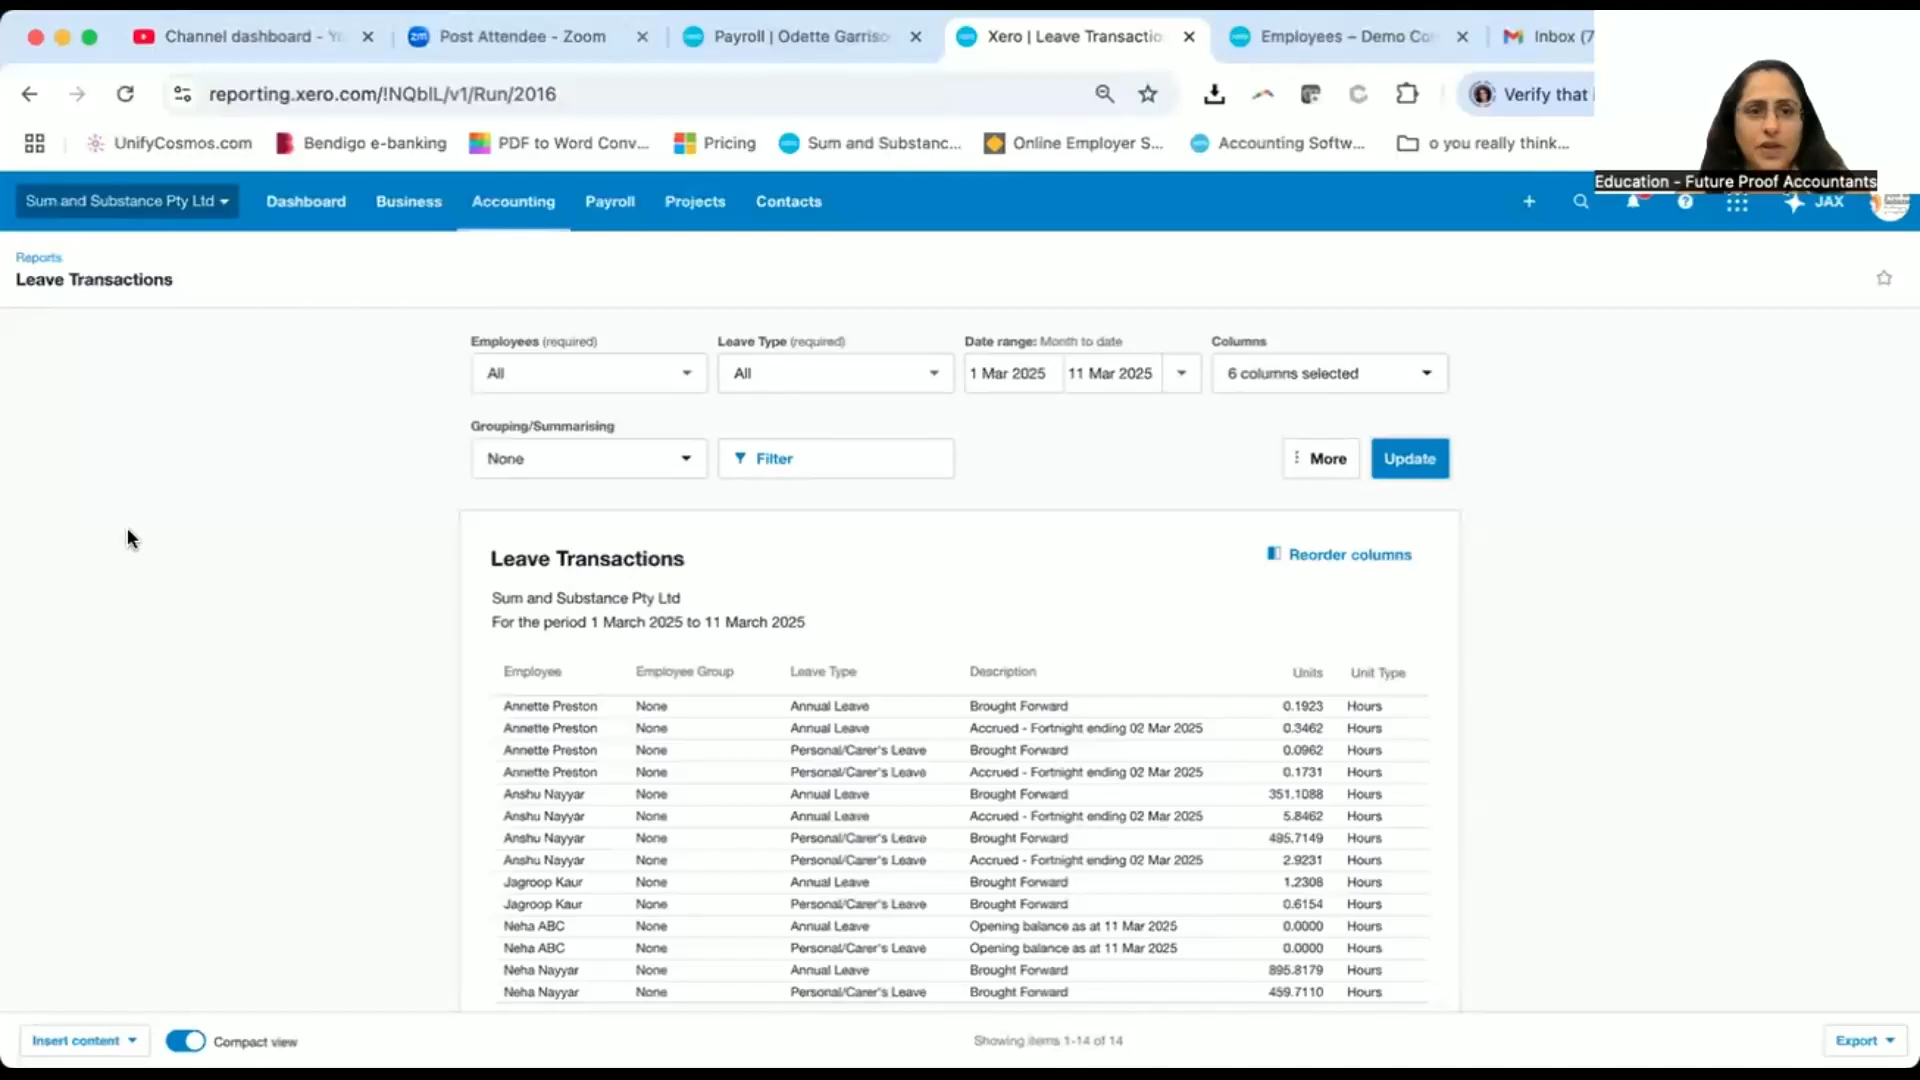 Channel dashboard - Yo
Post Attendee - Zoom
Payroll | Odette Garriso
Xero | Leave Transactio
Employees – Demo Co
Inbox (7
reporting.xero.com/!NQblL/v1/Run/2016
Verify that i
UnifyCosmos.com
Bendigo e-banking
PDF to Word Conv...
Pricing
Sum and Substanc...
Online Employer S...
Accounting Softw...
o you really think...
Education - Future Proof Accountants
Sum and Substance Pty Ltd
Dashboard
Business
Accounting
Payroll
Projects
Contacts
JAX
Reports
Leave Transactions
Employees (required)
Leave Type (required)
Date range: Month to date
Columns
All
All
1 Mar 2025
11 Mar 2025
6 columns selected
Grouping/Summarising
None
Filter
More
Update
Leave Transactions
Reorder columns
Sum and Substance Pty Ltd
For the period 1 March 2025 to 11 March 2025
Employee Employee Group Leave Type Description Units Unit Type
Annette Preston None Annual Leave Brought Forward 0.1923 Hours
Annette Preston None Annual Leave Accrued - Fortnight ending 02 Mar 2025 0.3462 Hours
Annette Preston None Personal/Carer's Leave Brought Forward 0.0962 Hours
Annette Preston None Personal/Carer's Leave Accrued - Fortnight ending 02 Mar 2025 0.1731 Hours
Anshu Nayyar None Annual Leave Brought Forward 351.1088 Hours
Anshu Nayyar None Annual Leave Accrued - Fortnight ending 02 Mar 2025 5.8462 Hours
Anshu Nayyar None Personal/Carer's Leave Brought Forward 495.7149 Hours
Anshu Nayyar None Personal/Carer's Leave Accrued - Fortnight ending 02 Mar 2025 2.9231 Hours
Jagroop Kaur None Annual Leave Brought Forward 1.2308 Hours
Jagroop Kaur None Personal/Carer's Leave Brought Forward 0.6154 Hours
Neha ABC None Annual Leave Opening balance as at 11 Mar 2025 0.0000 Hours
Neha ABC None Personal/Carer's Leave Opening balance as at 11 Mar 2025 0.0000 Hours
Neha Nayyar None Annual Leave Brought Forward 895.8179 Hours
Neha Nayyar None Personal/Carer's Leave Brought Forward 459.7110 Hours
Insert content
Compact view
Showing items 1-14 of 14
Export